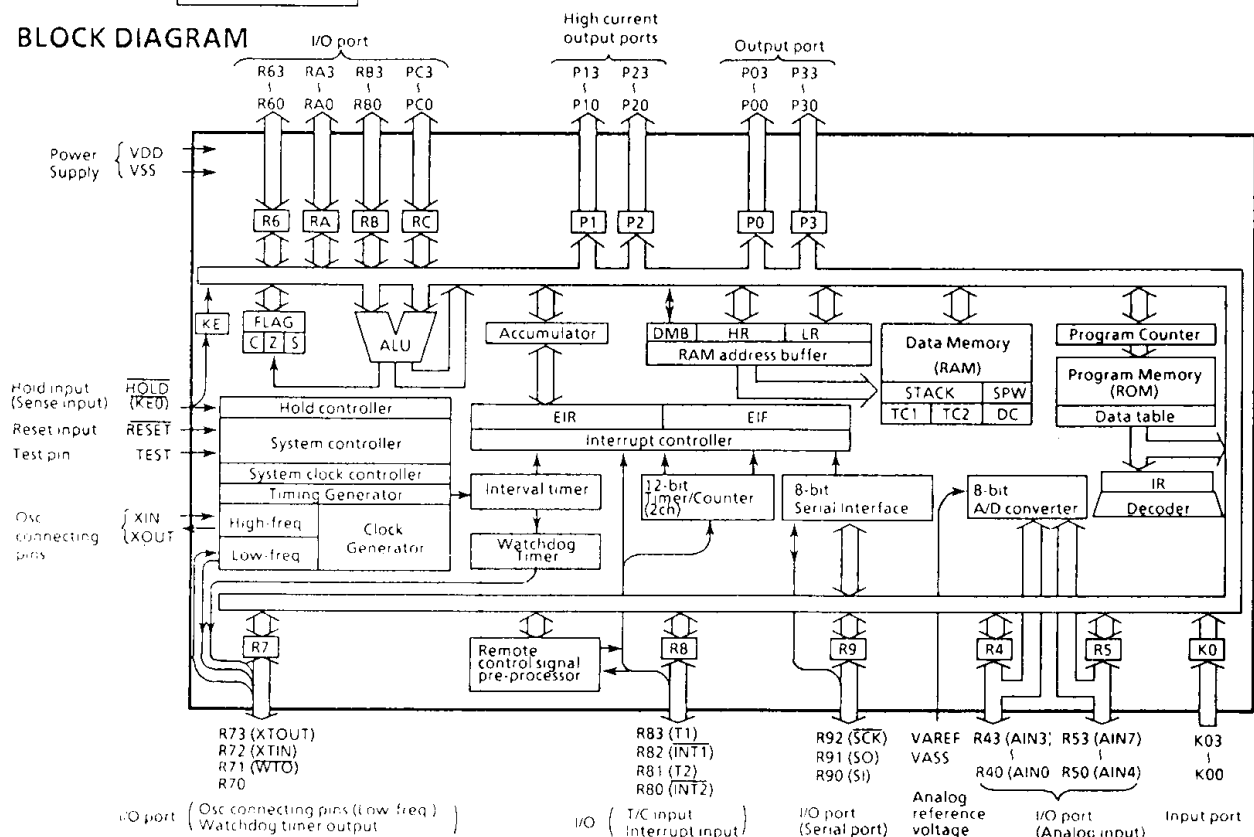 BLOCK DIAGRAM
I/O port
High current
output ports
Output port
R63 RA3 RB3 PC3 P13 P23 P03 P33
R60 RA0 RB0 PC0 P10 P20 P00 P30
Power
Supply
VDD
VSS
R6 RA RB RC P1 P2 P0 P3
KE
FLAG
C Z S
ALU
Accumulator
DMB HR LR
RAM address buffer
Data Memory
(RAM)
STACK SPW
TC1 TC2 DC
Program Counter
Program Memory
(ROM)
Data table
IR
Decoder
Hold input
(Sense input)
HOLD
(KE0)
Reset input RESET
Test pin TEST
Osc
connecting
pins
XIN
XOUT
Hold controller
System controller
System clock controller
Timing Generator
High-freq
Low-freq
Clock
Generator
EIR EIF
Interrupt controller
Interval timer
Watchdog
Timer
12-bit
Timer/Counter
(2ch)
8-bit
Serial Interface
8-bit
A/D converter
R7
Remote
control signal
pre-processor
R8 R9 R4 R5 K0
R73 (XTOUT)
R72 (XTIN)
R71 (WTO)
R70
R83 (T1)
R82 (INT1)
R81 (T2)
R80 (INT2)
R92 (SCK)
R91 (SO)
R90 (SI)
VAREF
VASS
R43 (AIN3)
R40 (AIN0
R53 (AIN7)
R50 (AIN4)
K03
K00
I/O port
(Osc connecting pins (Low freq.)
Watchdog timer output)
I/O
(T/C input
Interrupt input)
I/O port
(Serial port)
Analog
reference
voltage
I/O port
(Analog input)
Input port